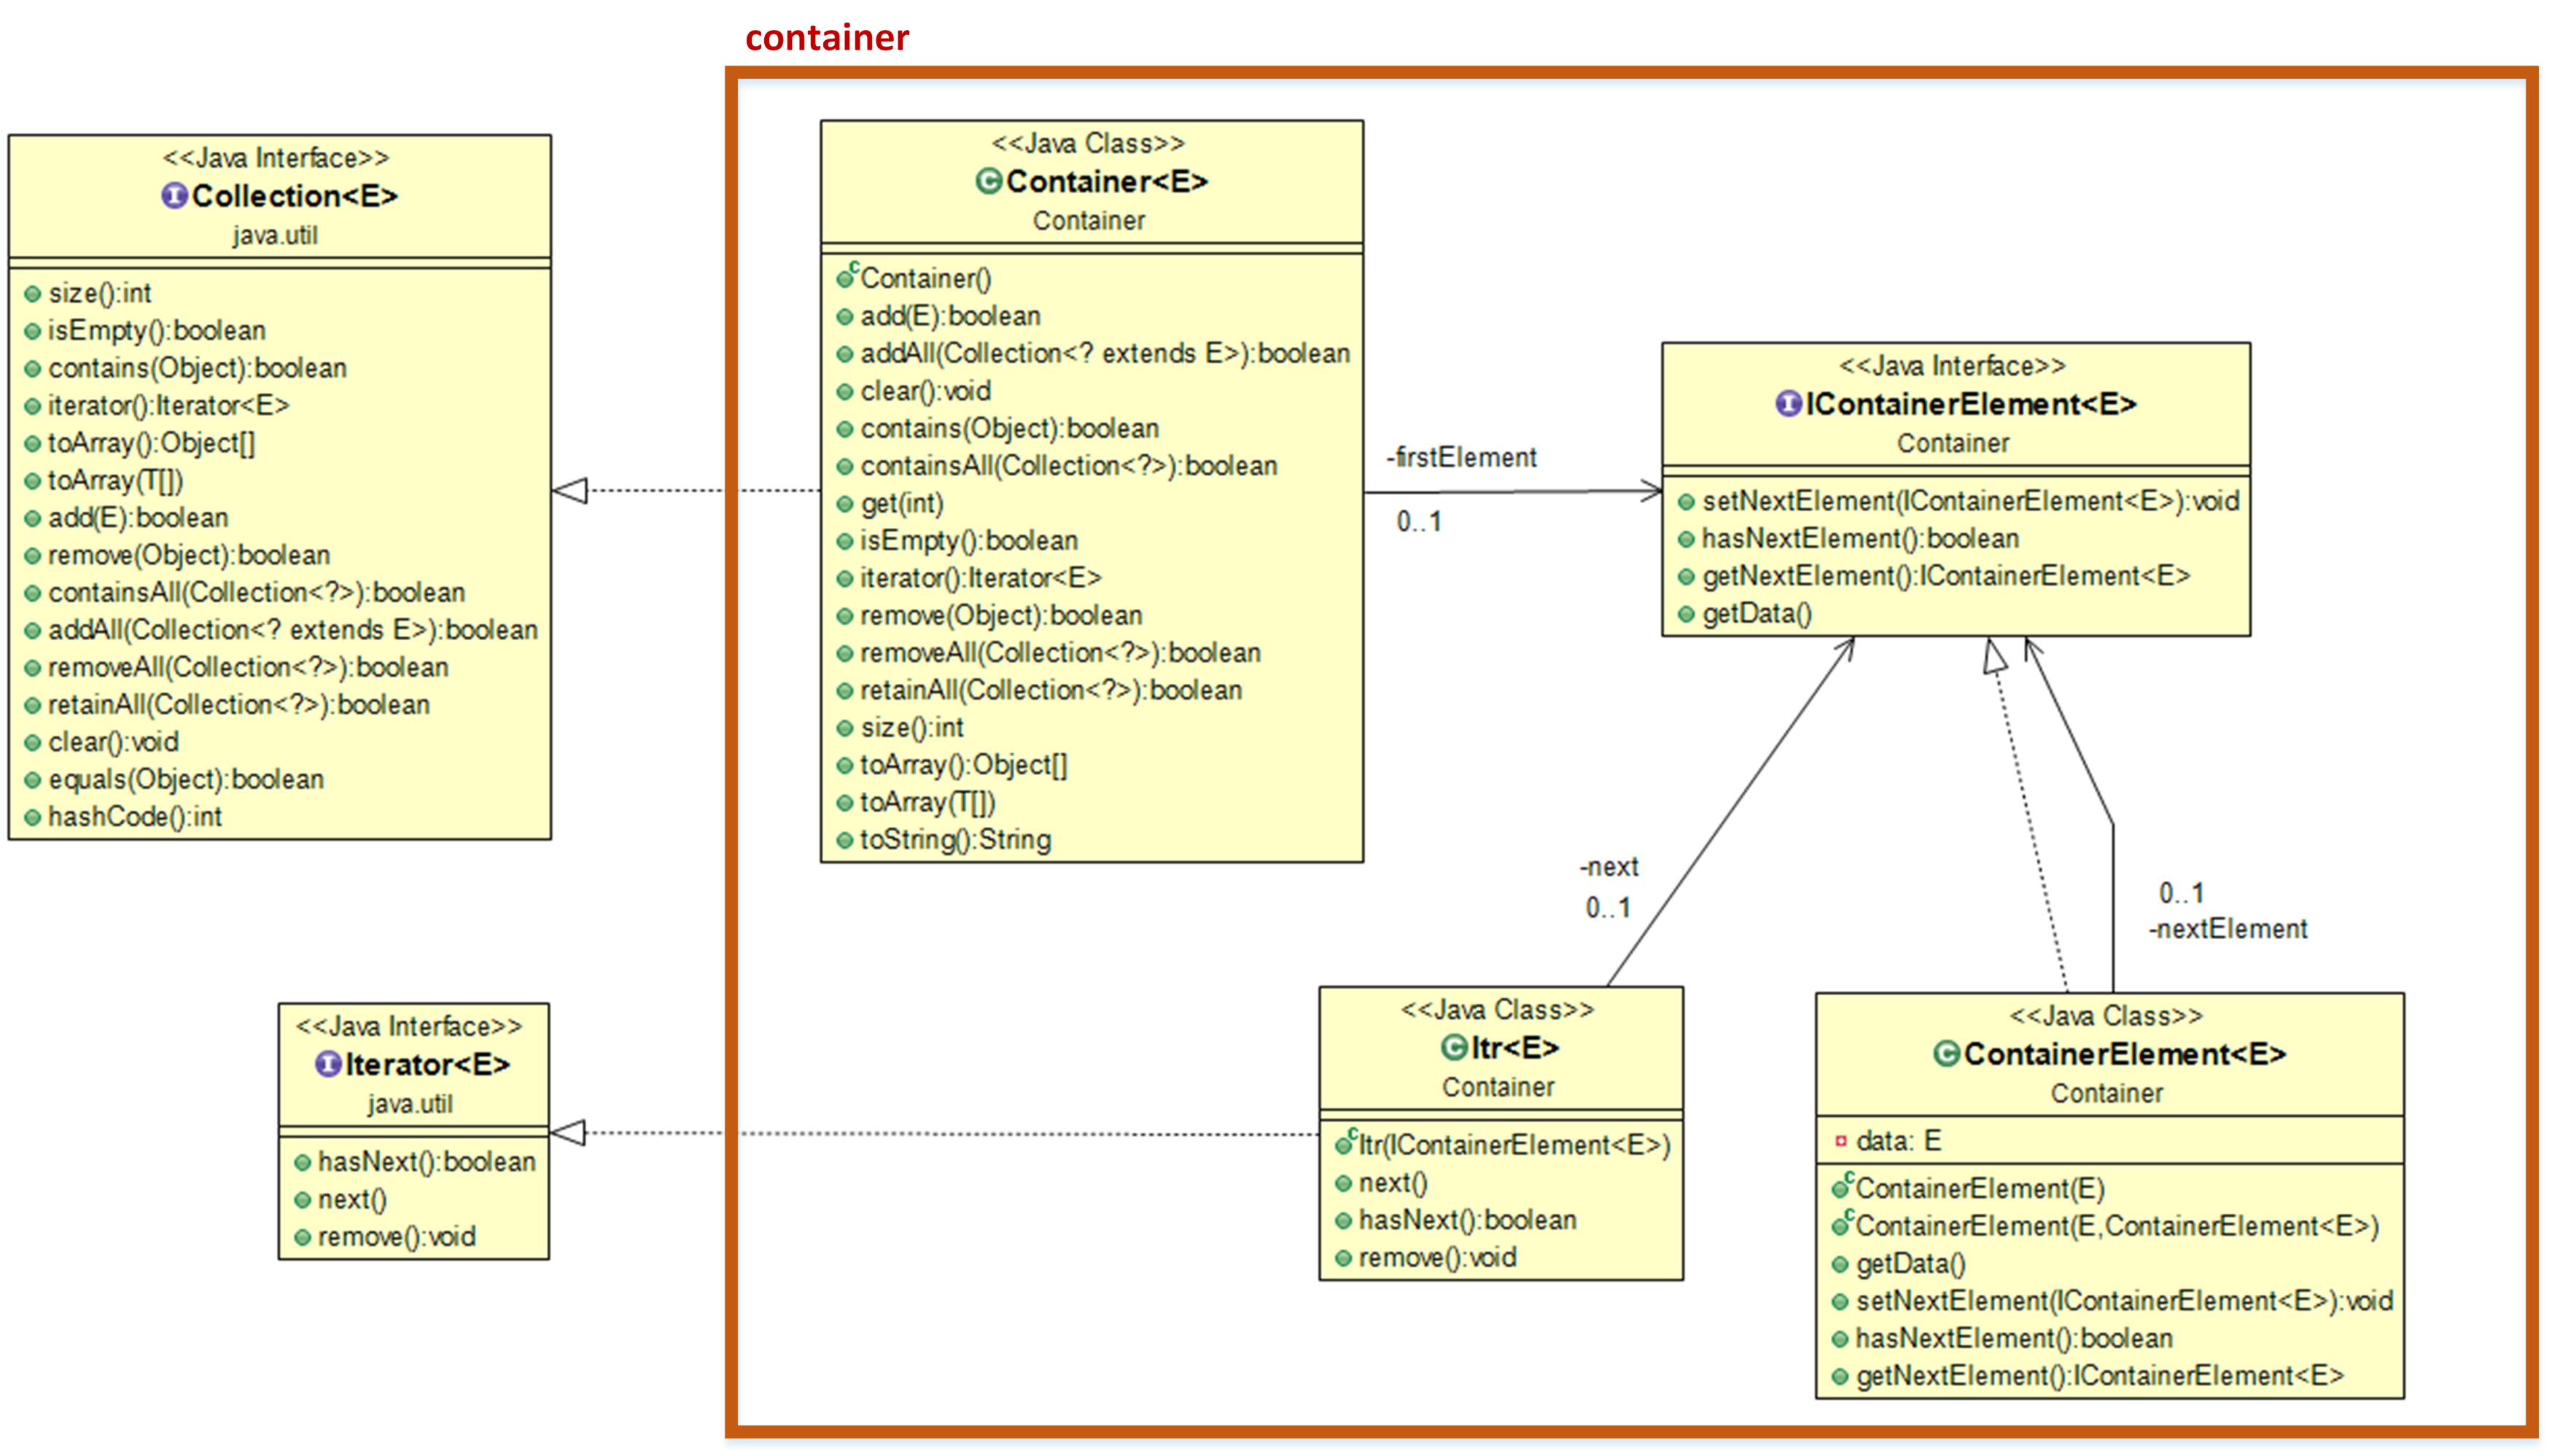 container
<<Java Interface>>
Collection<E>
java.util
size():int
isEmpty():boolean
contains(Object):boolean
iterator():Iterator<E>
toArray():Object[]
toArray(T[])
add(E):boolean
remove(Object):boolean
containsAll(Collection<?>):boolean
addAll(Collection<? extends E>):boolean
removeAll(Collection<?>):boolean
retainAll(Collection<?>):boolean
clear():void
equals(Object):boolean
hashCode():int
<<Java Class>>
Container<E>
Container
Container()
add(E):boolean
addAll(Collection<? extends E>):boolean
clear():void
contains(Object):boolean
containsAll(Collection<?>):boolean
get(int)
isEmpty():boolean
iterator():Iterator<E>
remove(Object):boolean
removeAll(Collection<?>):boolean
retainAll(Collection<?>):boolean
size():int
toArray():Object[]
toArray(T[])
toString():String
-firstElement
0..1
<<Java Interface>>
IContainerElement<E>
Container
setNextElement(IContainerElement<E>):void
hasNextElement():boolean
getNextElement():IContainerElement<E>
getData()
-next
0..1
0..1
-nextElement
<<Java Interface>>
Iterator<E>
java.util
hasNext():boolean
next()
remove():void
<<Java Class>>
Itr<E>
Container
Itr(IContainerElement<E>)
next()
hasNext():boolean
remove():void
<<Java Class>>
ContainerElement<E>
Container
data: E
ContainerElement(E)
ContainerElement(E,ContainerElement<E>)
getData()
setNextElement(IContainerElement<E>):void
hasNextElement():boolean
getNextElement():IContainerElement<E>